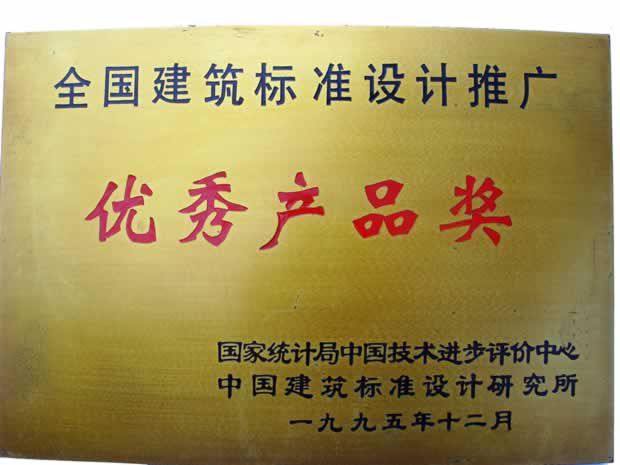 全国建筑标准设计推广
优秀产品奖
国家统计局中国技术进步评价中心
中国建筑标准设计研究所
一九九五年十二月